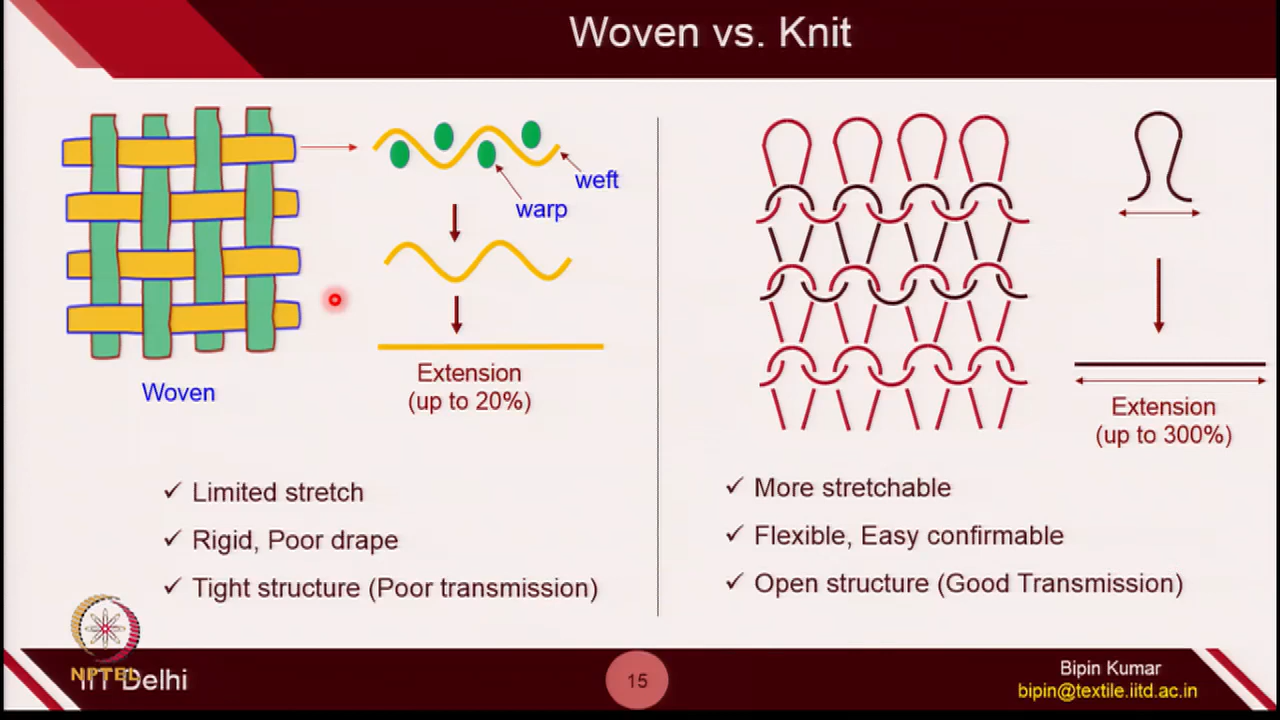 Woven vs. Knit
weft
warp
Woven
Extension
(up to 20%)
Extension
(up to 300%)
✓ Limited stretch
✓ Rigid, Poor drape
✓ Tight structure (Poor transmission)
✓ More stretchable
✓ Flexible, Easy confirmable
✓ Open structure (Good Transmission)
NPTEL
IIT Delhi
15
Bipin Kumar
bipin@textile.iitd.ac.in